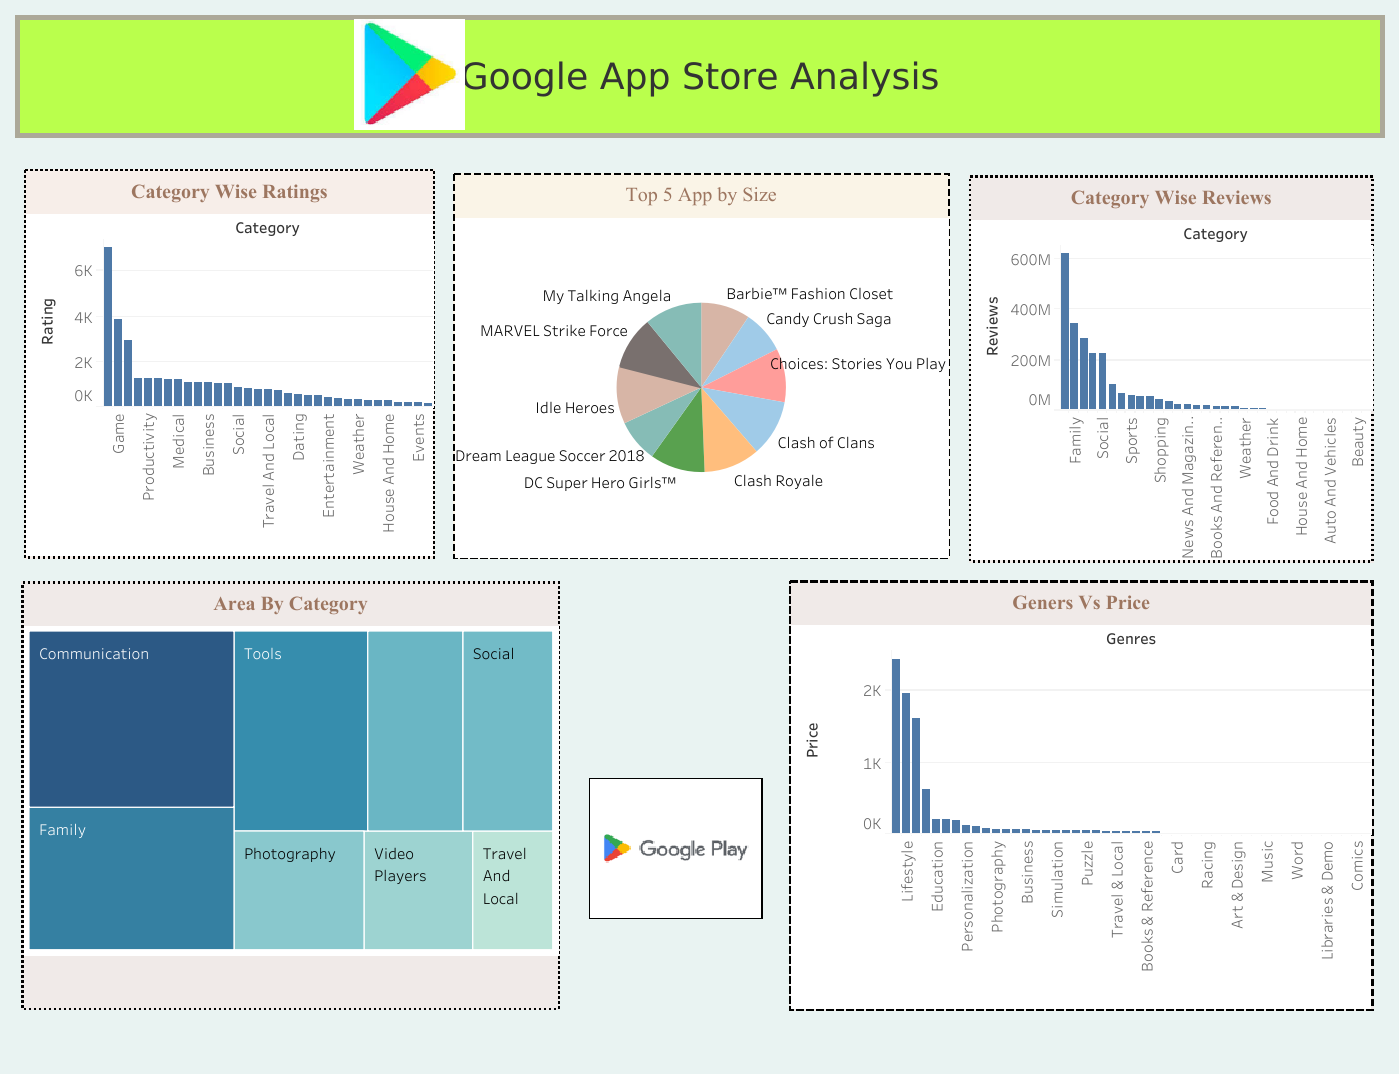 Google App Store Analysis
Category Wise Ratings
Category
Rating
6K
4K
2K
0K
Game
Productivity
Medical
Business
Social
Travel And Local
Dating
Entertainment
Weather
House And Home
Events
Top 5 App by Size
My Talking Angela
Barbie™ Fashion Closet
Candy Crush Saga
MARVEL Strike Force
Choices: Stories You Play
Idle Heroes
Clash of Clans
Dream League Soccer 2018
DC Super Hero Girls™
Clash Royale
Category Wise Reviews
Category
Reviews
600M
400M
200M
0M
Family
Social
Sports
Shopping
News And Magazin..
Books And Referen..
Weather
Food And Drink
House And Home
Auto And Vehicles
Beauty
Area By Category
Communication
Tools
Social
Family
Photography
Video
Players
Travel
And
Local
Google Play
Geners Vs Price
Genres
Price
2K
1K
0K
Lifestyle
Education
Personalization
Photography
Business
Simulation
Puzzle
Travel & Local
Books & Reference
Card
Racing
Art & Design
Music
Word
Libraries & Demo
Comics